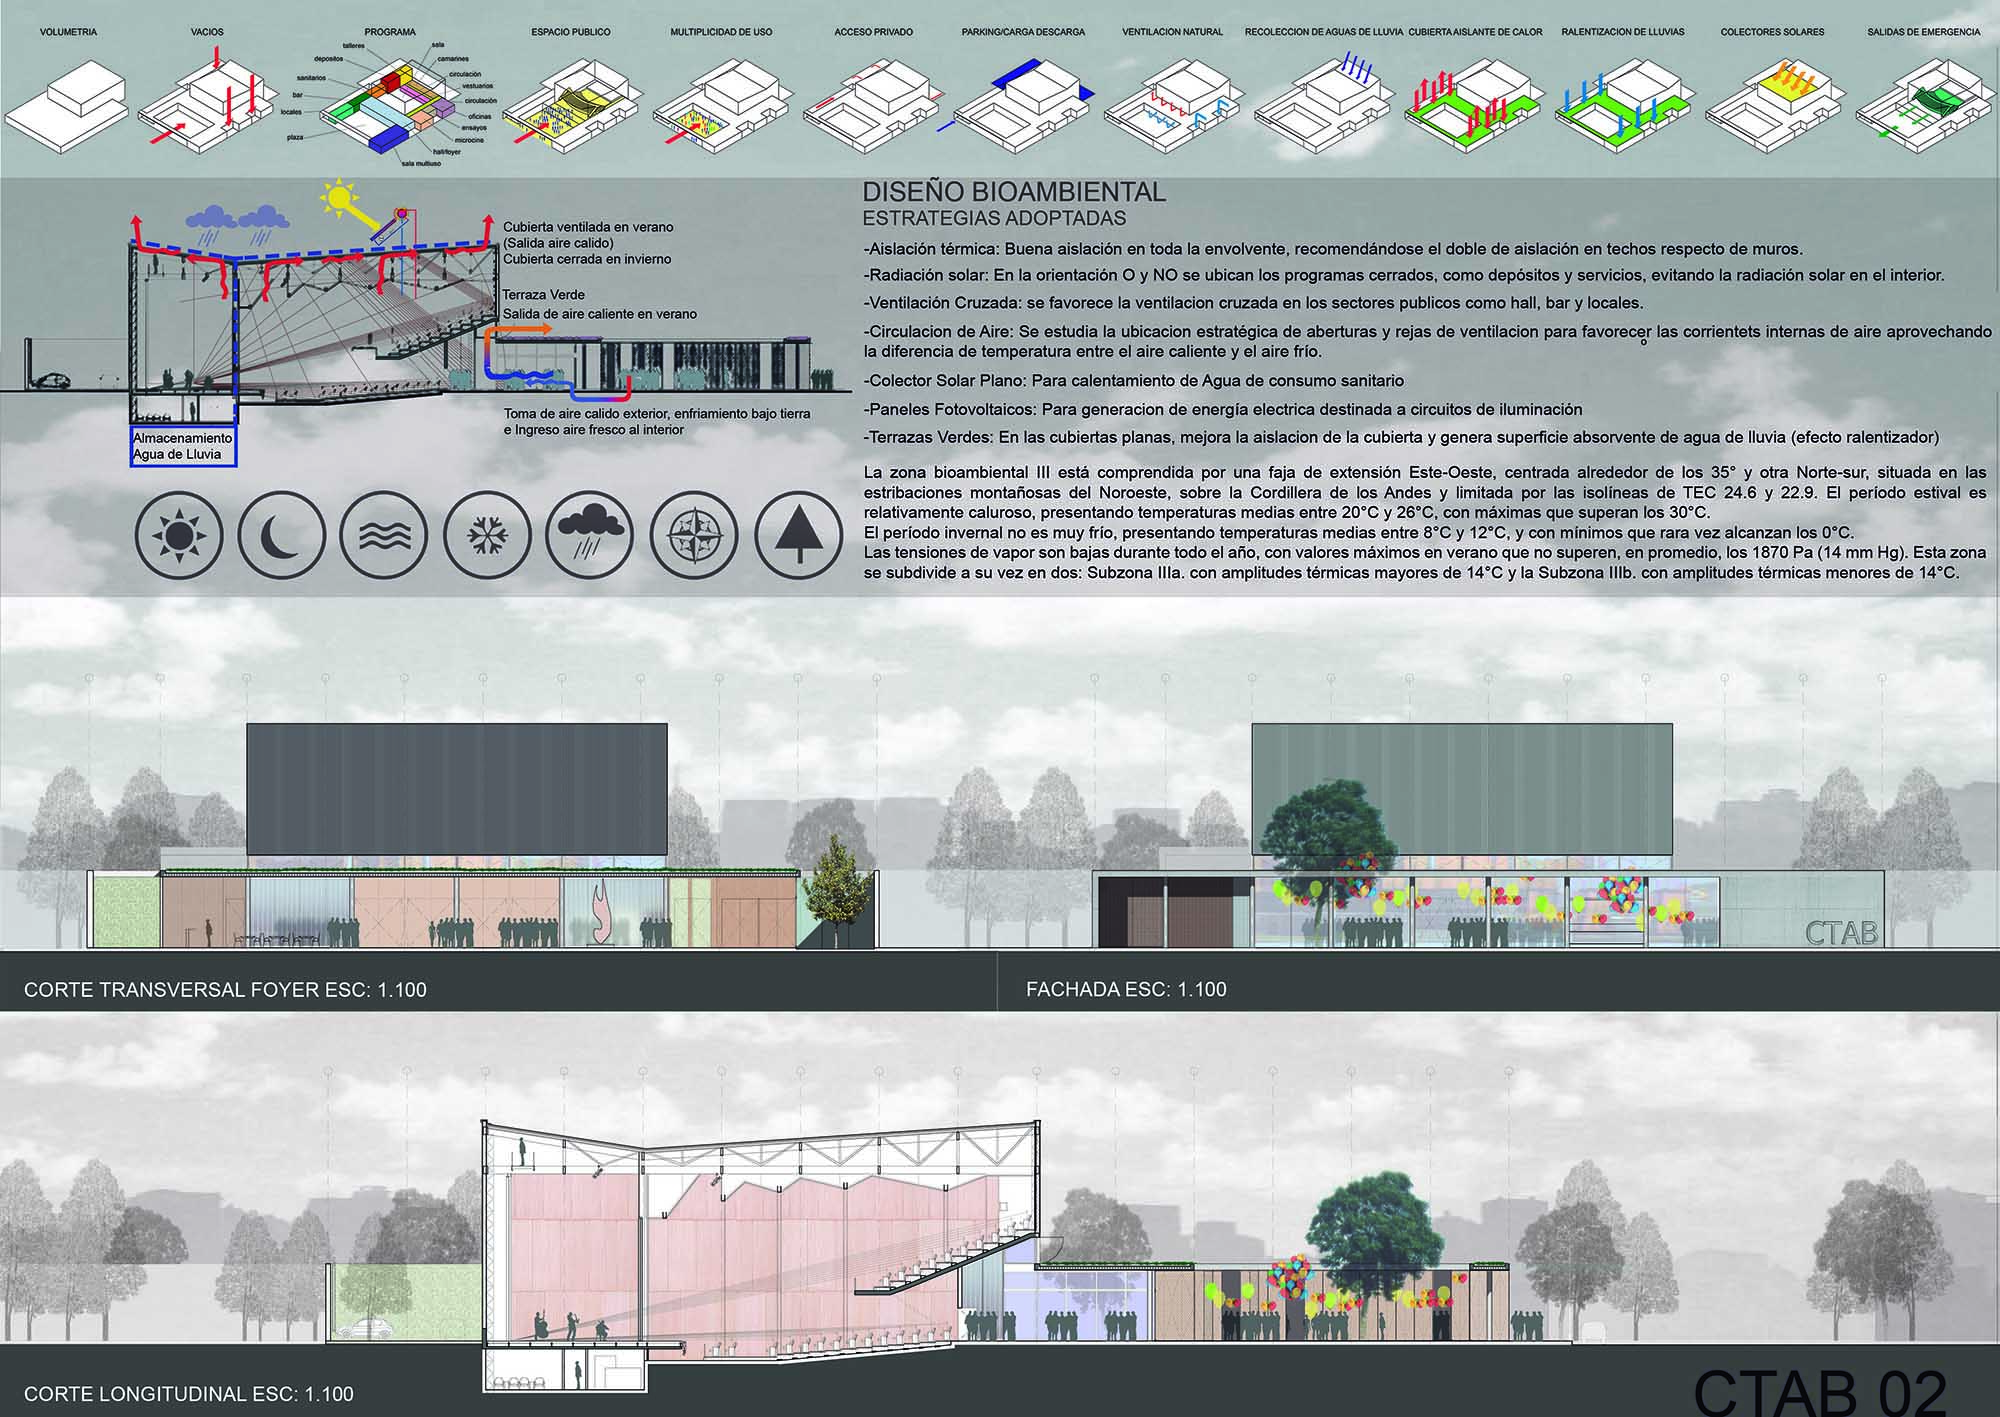 VOLUMETRIA
VACIOS
PROGRAMA
ESPACIO PUBLICO
MULTIPLICIDAD DE USO
ACCESO PRIVADO
PARKING/CARGA DESCARGA
VENTILACION NATURAL
RECOLECCION DE AGUAS DE LLUVIA
CUBIERTA AISLANTE DE CALOR
RALENTIZACION DE LLUVIAS
COLECTORES SOLARES
SALIDAS DE EMERGENCIA
talleres
depositos
sanitarios
bar
locales
plaza
sala
camarines
circulación
vestuarios
circulación
oficinas
ensayos
microcine
hall/foyer
sala multiuso
Cubierta ventilada en verano
(Salida aire calido)
Cubierta cerrada en invierno
Terraza Verde
Salida de aire caliente en verano
Toma de aire calido exterior, enfriamiento bajo tierra
e Ingreso aire fresco al interior
Almacenamiento
Agua de Lluvia
DISEÑO BIOAMBIENTAL
ESTRATEGIAS ADOPTADAS
-Aislación térmica: Buena aislación en toda la envolvente, recomendándose el doble de aislación en techos respecto de muros.
-Radiación solar: En la orientación O y NO se ubican los programas cerrados, como depósitos y servicios, evitando la radiación solar en el interior.
-Ventilación Cruzada: se favorece la ventilacion cruzada en los sectores publicos como hall, bar y locales.
-Circulacion de Aire: Se estudia la ubicacion estratégica de aberturas y rejas de ventilacion para favorecer las corrientets internas de aire aprovechando
la diferencia de temperatura entre el aire caliente y el aire frío.
-Colector Solar Plano: Para calentamiento de Agua de consumo sanitario
-Paneles Fotovoltaicos: Para generacion de energía electrica destinada a circuitos de iluminación
-Terrazas Verdes: En las cubiertas planas, mejora la aislacion de la cubierta y genera superficie absorvente de agua de lluvia (efecto ralentizador)
La zona bioambiental III está comprendida por una faja de extensión Este-Oeste, centrada alrededor de los 35° y otra Norte-sur, situada en las
estribaciones montañosas del Noroeste, sobre la Cordillera de los Andes y limitada por las isolíneas de TEC 24.6 y 22.9. El período estival es
relativamente caluroso, presentando temperaturas medias entre 20°C y 26°C, con máximas que superan los 30°C.
El período invernal no es muy frío, presentando temperaturas medias entre 8°C y 12°C, y con mínimos que rara vez alcanzan los 0°C.
Las tensiones de vapor son bajas durante todo el año, con valores máximos en verano que no superen, en promedio, los 1870 Pa (14 mm Hg). Esta zona
se subdivide a su vez en dos: Subzona IIIa. con amplitudes térmicas mayores de 14°C y la Subzona IIIb. con amplitudes térmicas menores de 14°C.
CTAB
CORTE TRANSVERSAL FOYER ESC: 1.100
FACHADA ESC: 1.100
CORTE LONGITUDINAL ESC: 1.100
CTAB 02